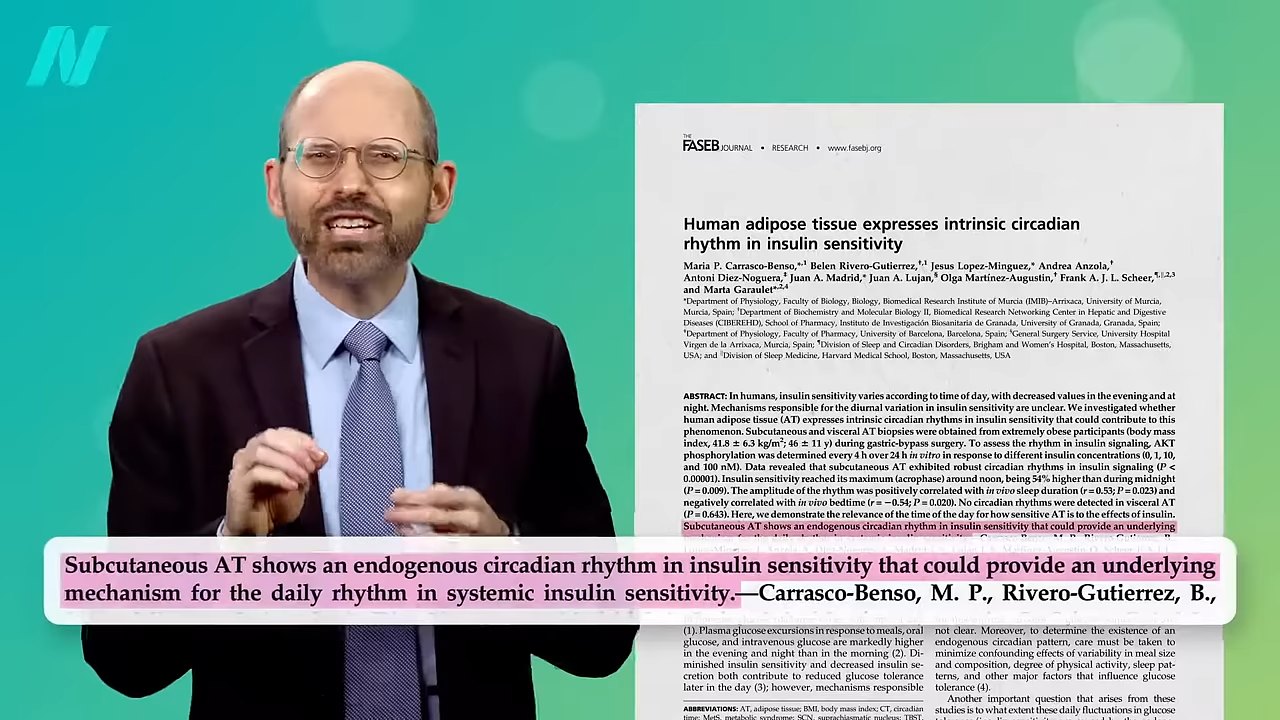 THE
FASEB JOURNAL • RESEARCH • www.fasebj.org
Human adipose tissue expresses intrinsic circadian
rhythm in insulin sensitivity
Maria P. Carrasco-Benso,*,1 Belen Rivero-Gutierrez,†,1 Jesus Lopez-Minguez,* Andrea Anzola,†
Antoni Diez-Noguera,‡ Juan A. Madrid,* Juan A. Lujan,§ Olga Martínez-Augustin,† Frank A. J. L. Scheer,¶,‖,2,3
and Marta Garaulet*,2,4
*Department of Physiology, Faculty of Biology, Biology, Biomedical Research Institute of Murcia (IMIB)–Arrixaca, University of Murcia,
Murcia, Spain; †Department of Biochemistry and Molecular Biology II, Biomedical Research Networking Center in Hepatic and Digestive
Diseases (CIBEREHD), School of Pharmacy, Instituto de Investigación Biosanitaria de Granada, University of Granada, Granada, Spain;
‡Department of Physiology, Faculty of Pharmacy, University of Barcelona, Barcelona, Spain; §General Surgery Service, University Hospital
Virgen de la Arrixaca, Murcia, Spain; ¶Division of Sleep and Circadian Disorders, Brigham and Women's Hospital, Boston, Massachusetts,
USA; and ‖Division of Sleep Medicine, Harvard Medical School, Boston, Massachusetts, USA
ABSTRACT: In humans, insulin sensitivity varies according to time of day, with decreased values in the evening and at
night. Mechanisms responsible for the diurnal variation in insulin sensitivity are unclear. We investigated whether
human adipose tissue (AT) expresses intrinsic circadian rhythms in insulin sensitivity that could contribute to this
phenomenon. Subcutaneous and visceral AT biopsies were obtained from extremely obese participants (body mass
index, 41.8 ± 6.3 kg/m²; 46 ± 11 y) during gastric-bypass surgery. To assess the rhythm in insulin signaling, AKT
phosphorylation was determined every 4 h over 24 h in vitro in response to different insulin concentrations (0, 1, 10,
and 100 nM). Data revealed that subcutaneous AT exhibited robust circadian rhythms in insulin signaling (P <
0.00001). Insulin sensitivity reached its maximum (acrophase) around noon, being 54% higher than during midnight
(P = 0.009). The amplitude of the rhythm was positively correlated with in vivo sleep duration (r = 0.53; P = 0.023) and
negatively correlated with in vivo bedtime (r = −0.54; P = 0.020). No circadian rhythms were detected in visceral AT
(P = 0.643). Here, we demonstrate the relevance of the time of the day for how sensitive AT is to the effects of insulin.
Subcutaneous AT shows an endogenous circadian rhythm in insulin sensitivity that could provide an underlying
Subcutaneous AT shows an endogenous circadian rhythm in insulin sensitivity that could provide an underlying
mechanism for the daily rhythm in systemic insulin sensitivity.—Carrasco-Benso, M. P., Rivero-Gutierrez, B.,
(1). Plasma glucose excursions in response to meals, oral
glucose, and intravenous glucose are markedly higher
in the evening and night than in the morning (2). Di-
minished insulin sensitivity and decreased insulin se-
cretion both contribute to reduced glucose tolerance
later in the day (3); however, mechanisms responsible
ABBREVIATIONS: AT, adipose tissue; BMI, body mass index; CT, circadian
time; MetS, metabolic syndrome; SCN, suprachiasmatic nucleus; TBST,
not clear. Moreover, to determine the existence of an
endogenous circadian pattern, care must be taken to
minimize confounding effects of variability in meal size
and composition, degree of physical activity, sleep pat-
terns, and other major factors that influence glucose
tolerance (4).
Another important question that arises from these
studies is to what extent these daily fluctuations in glucose